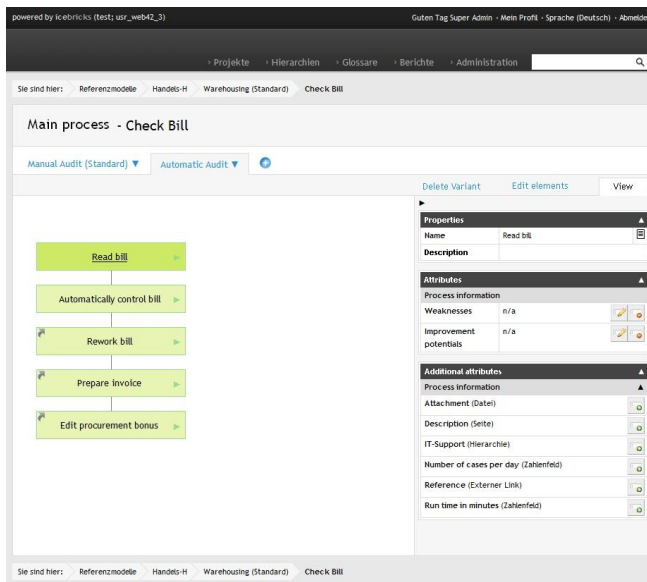 powered by icebricks (test; usr_web42_3) Guten Tag Super Admin · Mein Profil · Sprache (Deutsch) · Abmelde
› Projekte › Hierarchien › Glossare › Berichte › Administration
Sie sind hier: Referenzmodelle Handels-H Warehousing (Standard) Check Bill
Main process - Check Bill
Manual Audit (Standard) ▼ Automatic Audit ▼
Delete Variant Edit elements View
Read bill
Automatically control bill
Rework bill
Prepare invoice
Edit procurement bonus
Properties
Name Read bill
Description
Attributes
Process information
Weaknesses n/a
Improvement n/a
potentials
Additional attributes
Process information
Attachment (Datei)
Description (Seite)
IT-Support (Hierarchie)
Number of cases per day (Zahlenfeld)
Reference (Externer Link)
Run time in minutes (Zahlenfeld)
Sie sind hier: Referenzmodelle Handels-H Warehousing (Standard) Check Bill